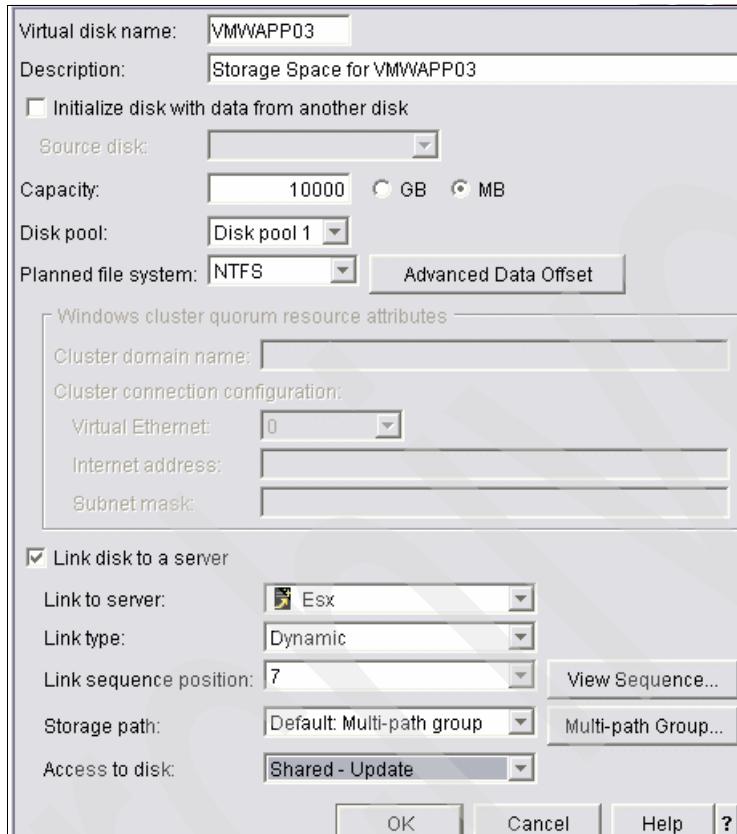 Virtual disk name: VMWAPP03
Description: Storage Space for VMWAPP03
Initialize disk with data from another disk
Source disk:
Capacity: 10000 GB MB
Disk pool: Disk pool 1
Planned file system: NTFS Advanced Data Offset
Windows cluster quorum resource attributes
Cluster domain name:
Cluster connection configuration:
Virtual Ethernet: 0
Internet address:
Subnet mask:
Link disk to a server
Link to server: Esx
Link type: Dynamic
Link sequence position: 7 View Sequence...
Storage path: Default: Multi-path group Multi-path Group...
Access to disk: Shared - Update
OK Cancel Help ?